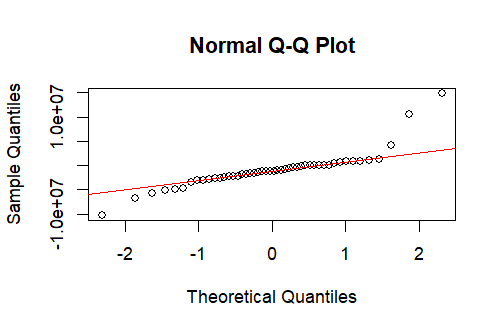 Normal Q-Q Plot
Sample Quantiles
1.0e+07
-1.0e+07
-2 -1 0 1 2
Theoretical Quantiles